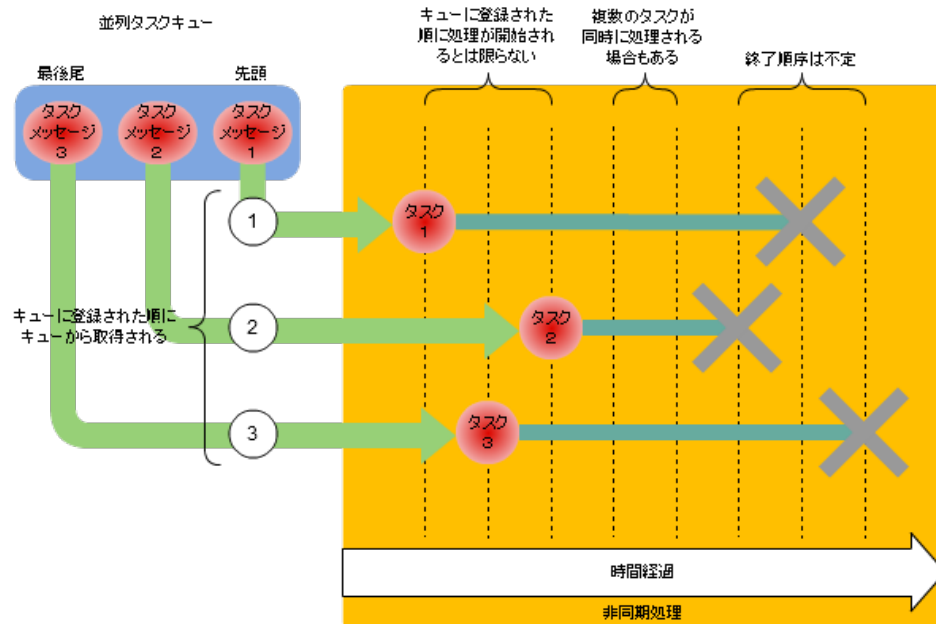 並列タスクキュー
最後尾
先頭
タスク
メッセージ
3
タスク
メッセージ
2
タスク
メッセージ
1
キューに登録された
順に処理が開始され
るとは限らない
複数のタスクが
同時に処理される
場合もある
終了順序は不定
1
タスク
1
キューに登録された順に
キューから取得される
2
タスク
2
3
タスク
3
時間経過
非同期処理